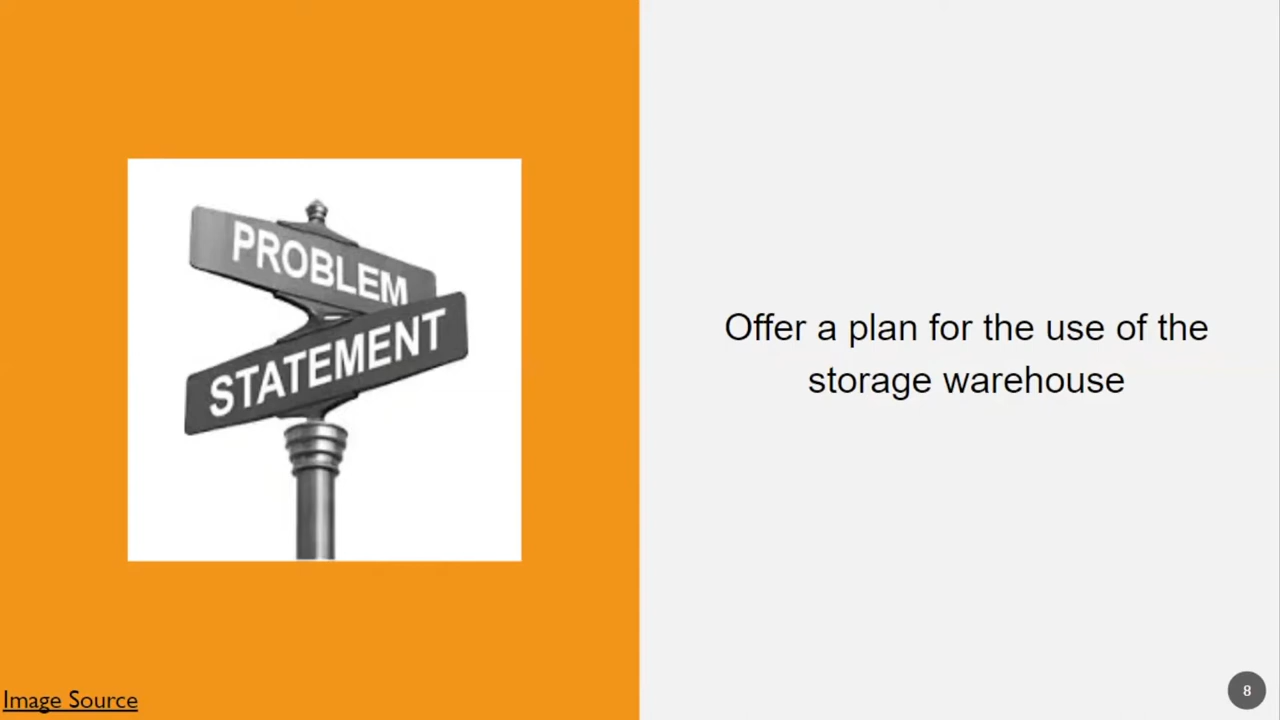 PROBLEM
STATEMENT
Offer a plan for the use of the
storage warehouse
Image Source
8